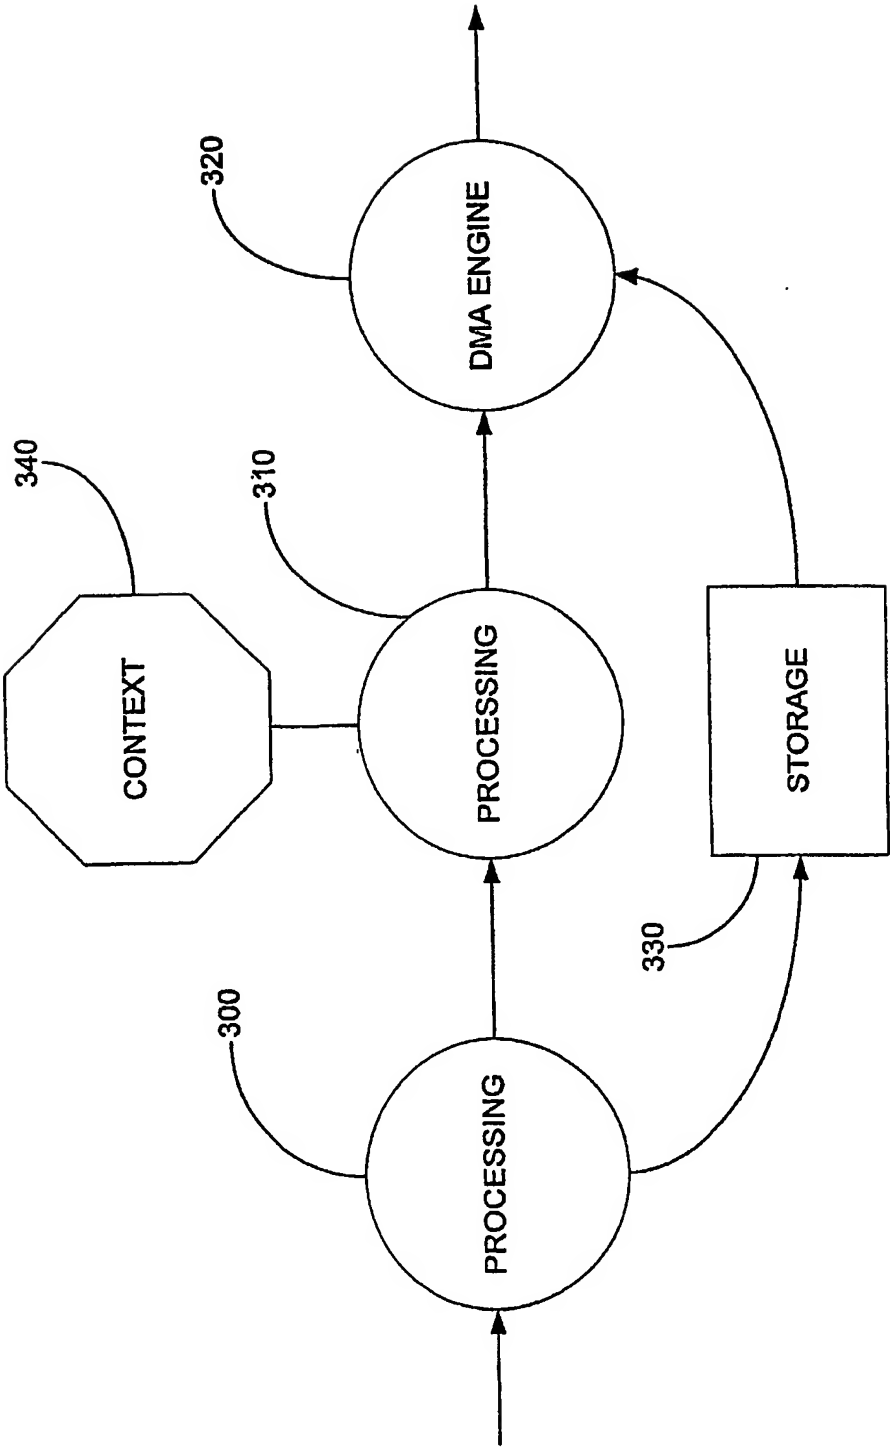 340
CONTEXT
320
310
300
PROCESSING
PROCESSING
DMA ENGINE
330
STORAGE